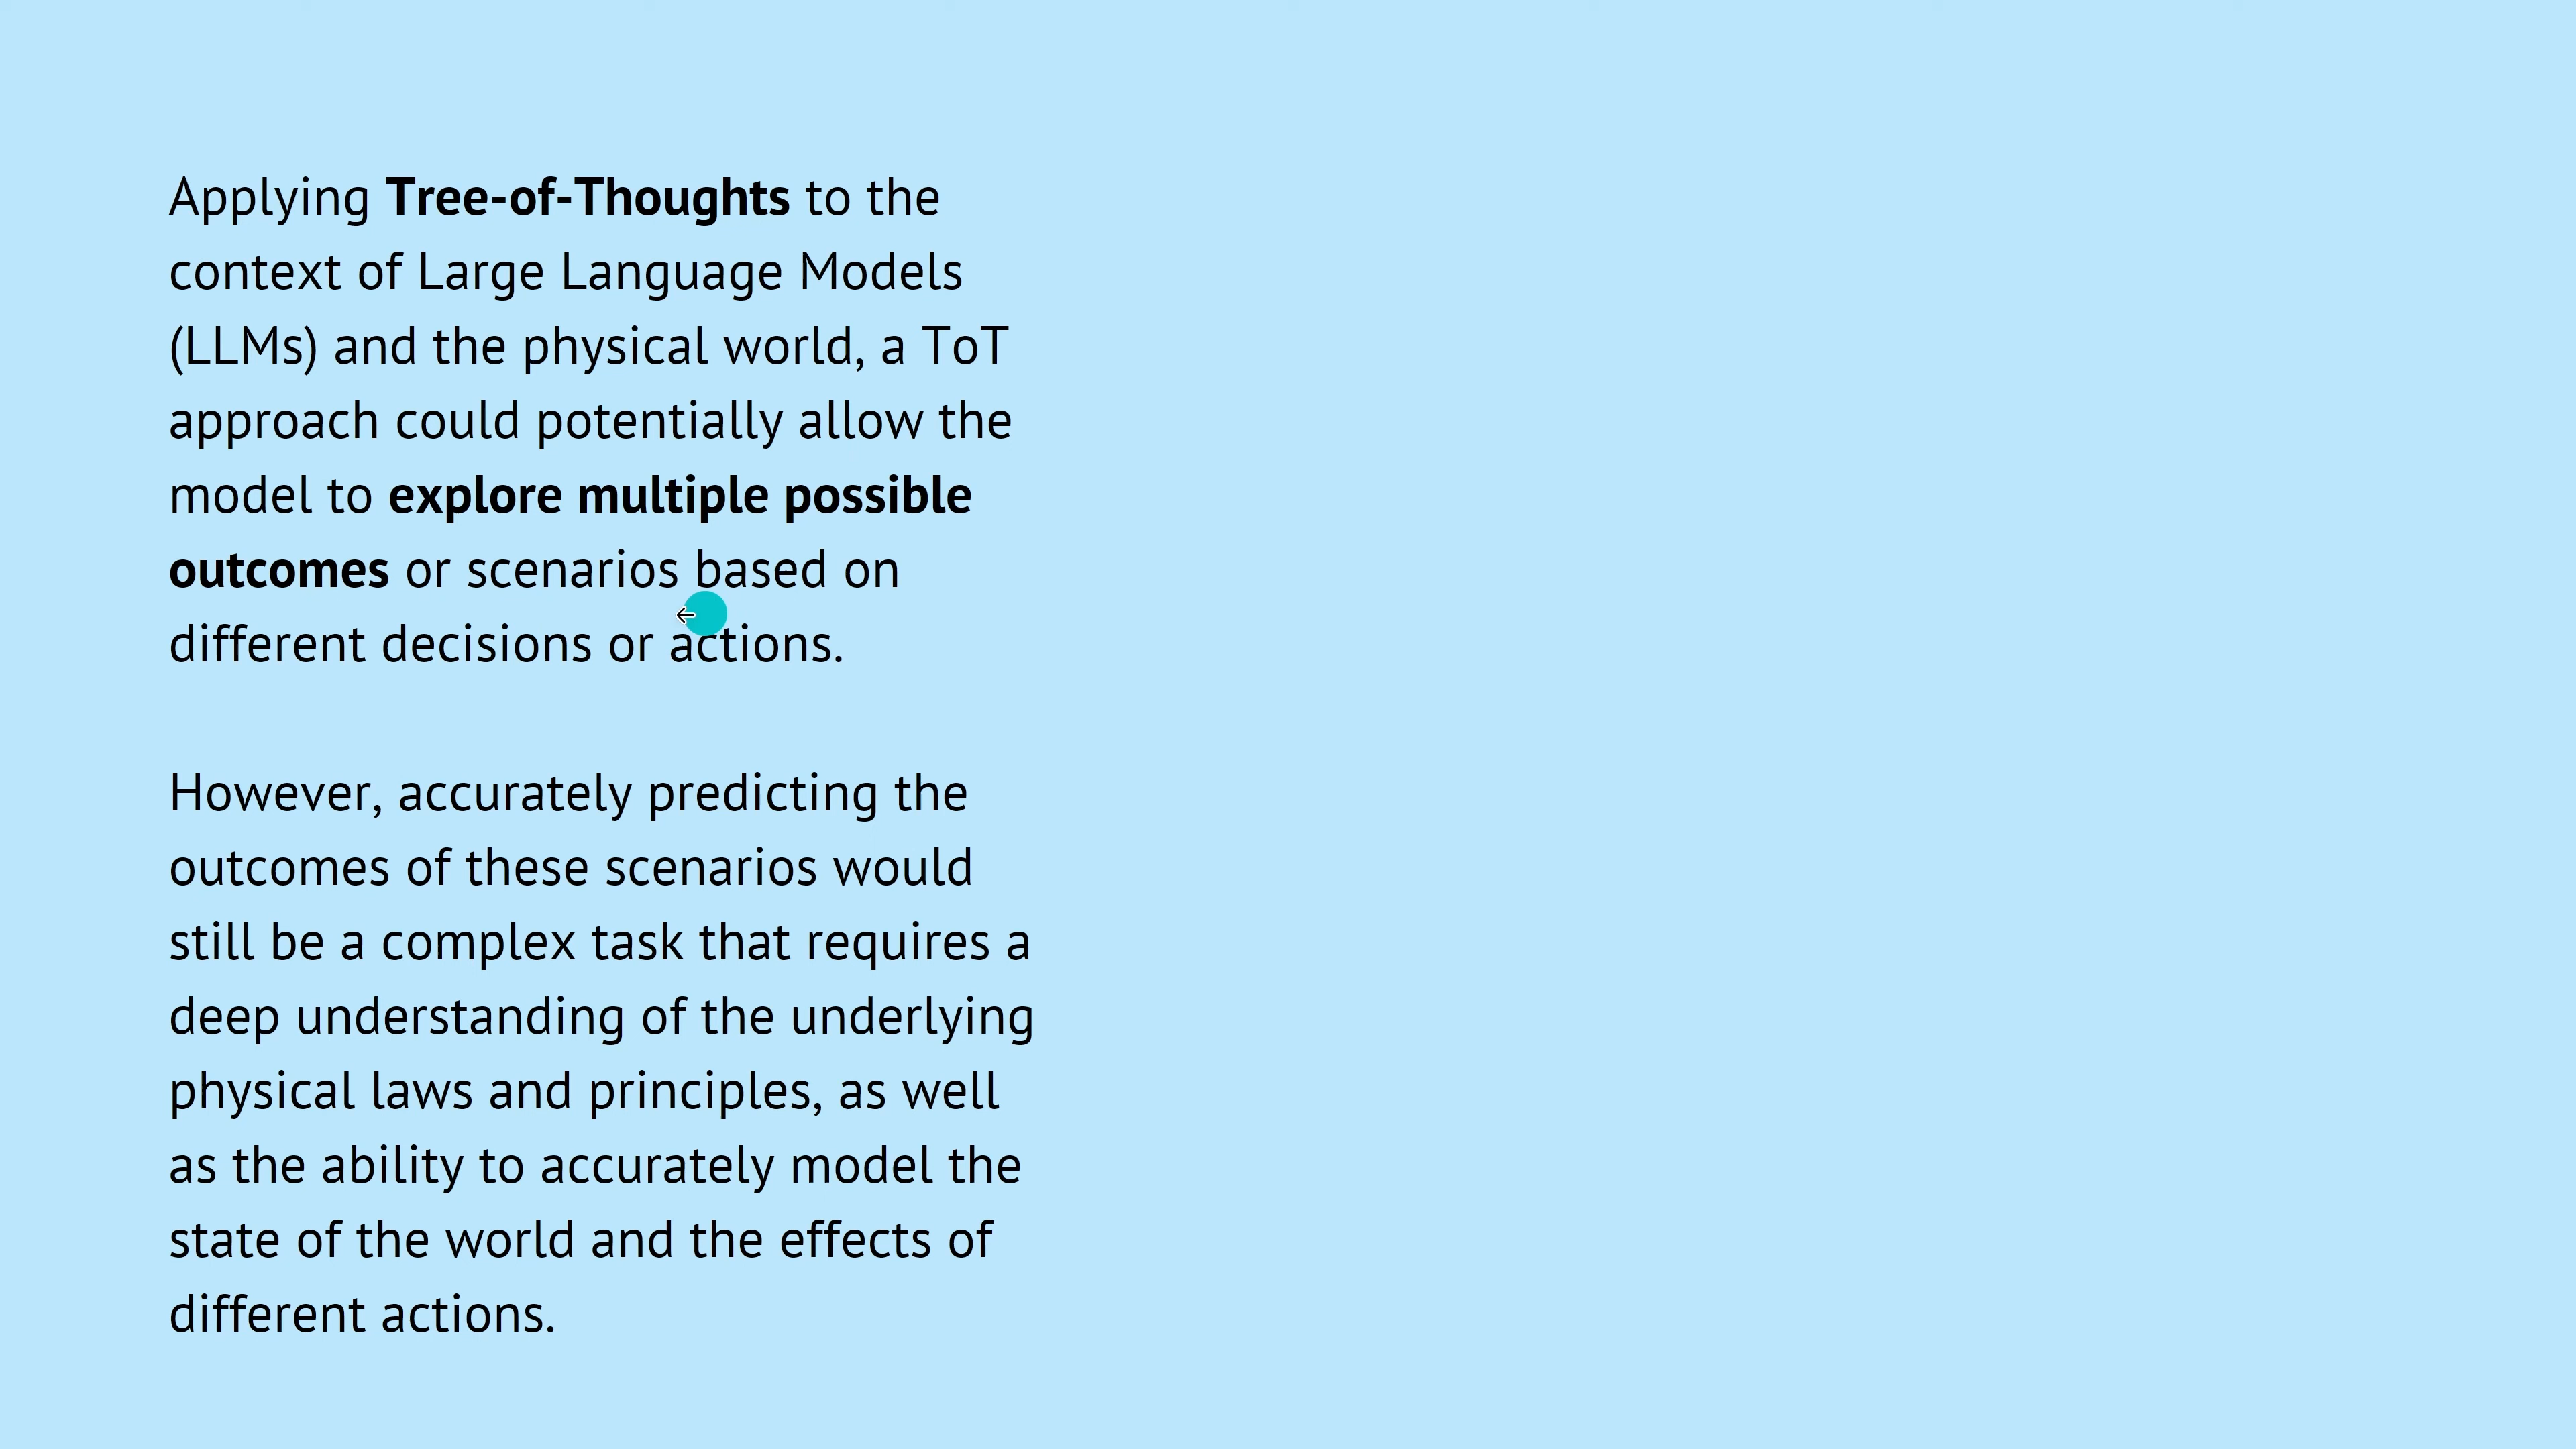 Applying Tree-of-Thoughts to the
context of Large Language Models
(LLMs) and the physical world, a ToT
approach could potentially allow the
model to explore multiple possible
outcomes or scenarios based on
different decisions or actions.
However, accurately predicting the
outcomes of these scenarios would
still be a complex task that requires a
deep understanding of the underlying
physical laws and principles, as well
as the ability to accurately model the
state of the world and the effects of
different actions.